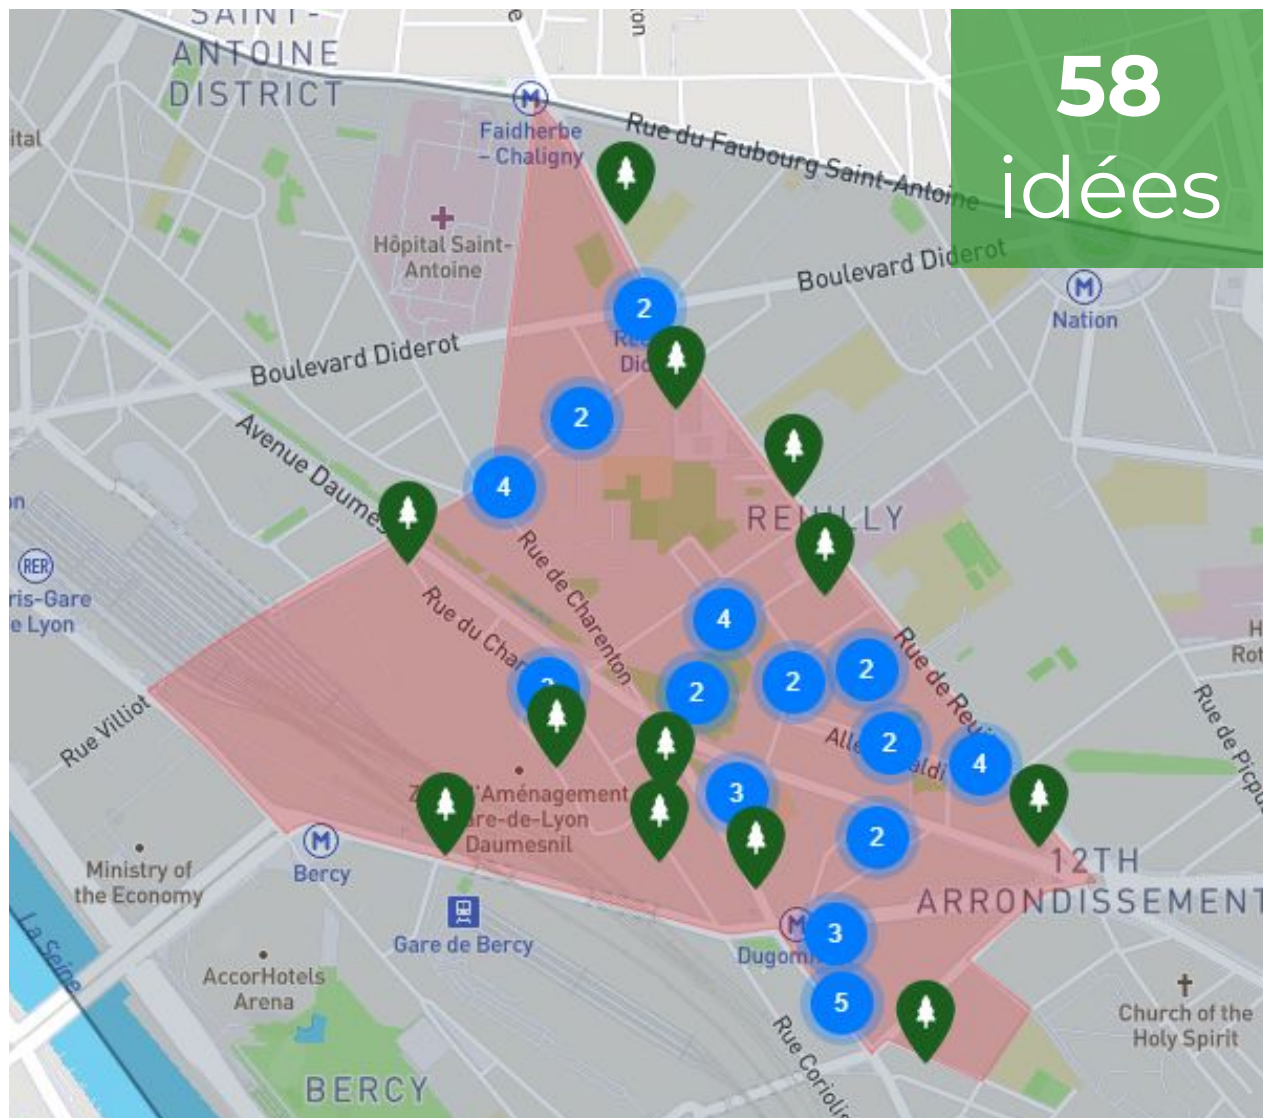 SAINT-
ANTOINE
DISTRICT
58
idées
Faidherbe
– Chaligny
Rue du Faubourg Saint-Antoine
ital
Hôpital Saint-
Antoine
Boulevard Diderot
Nation
2
Boulevard Diderot
2
Avenue Daumes
4
REUILLY
RER
ris-Gare
e Lyon
Rue de Charenton
Rue du Char
4
2
2
2
Rue de Reui
Rue Villiot
2
4
Rue de Picpu
Alle
aldi
3
'Aménagement
are-de-Lyon
Daumesnil
2
Bercy
Ministry of
the Economy
12TH
ARRONDISSEMENT
Gare de Bercy
Dugom
3
La Seine
AccorHotels
Arena
5
Church of the
Holy Spirit
Rue Coriolis
BERCY